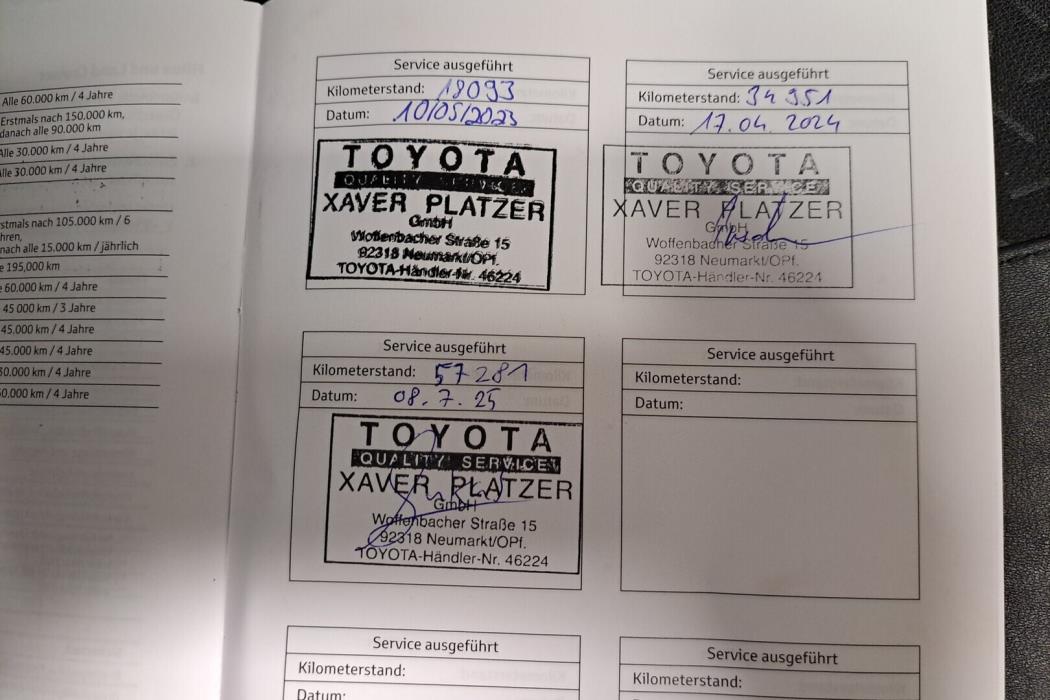 Alle 60.000 km / 4 Jahre
Erstmals nach 150.000 km,
danach alle 90.000 km
Alle 30.000 km / 4 Jahre
Alle 30.000 km / 4 Jahre
stmals nach 105.000 km / 6
hren,
nach alle 15.000 km / jährlich
e 195,000 km
e 60.000 km / 4 Jahre
45 000 km / 3 Jahre
45.000 km / 4 Jahre
45.000 km / 4 Jahre
30.000 km / 4 Jahre
60.000 km / 4 Jahre
Service ausgeführt
Kilometerstand: 18093
Datum: 10/05/2023
TOYOTA
QUALITY SERVICE
XAVER PLATZER
GmbH
Woffenbacher Straße 15
92318 Neumarkt/OPf.
TOYOTA-Händler-Nr. 46224
Service ausgeführt
Kilometerstand: 34 951
Datum: 17.04. 2024
TOYOTA
QUALITY SERVICE
XAVER PLATZER
GmbH
Woffenbacher Straße 15
92318 Neumarkt/OPf.
TOYOTA-Händler-Nr. 46224
Service ausgeführt
Kilometerstand: 57281
Datum: 08. 7. 25
TOYOTA
QUALITY SERVICE
XAVER PLATZER
GmbH
Woffenbacher Straße 15
92318 Neumarkt/OPf.
TOYOTA-Händler-Nr. 46224
Service ausgeführt
Kilometerstand:
Datum:
Service ausgeführt
Kilometerstand:
Datum:
Service ausgeführt
Kilometerstand: